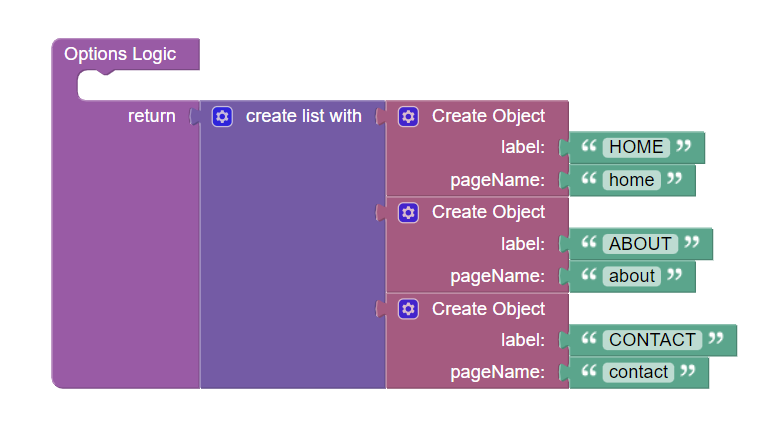 Options Logic
return create list with Create Object
label: “ HOME ”
pageName: “ home ”
Create Object
label: “ ABOUT ”
pageName: “ about ”
Create Object
label: “ CONTACT ”
pageName: “ contact ”